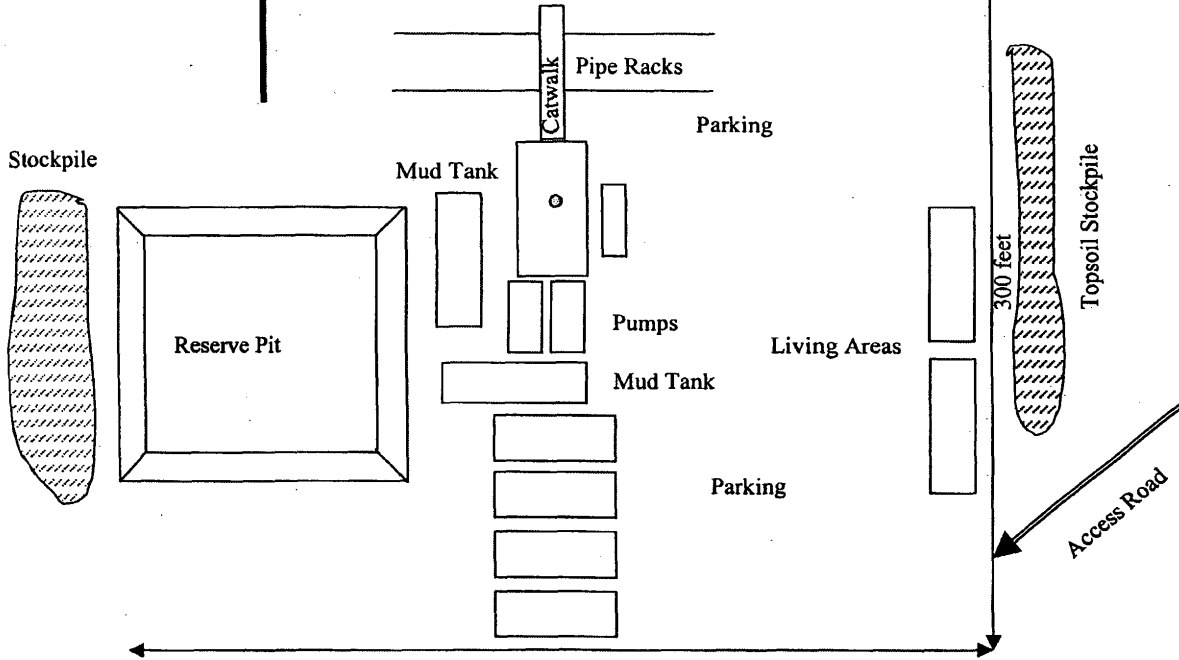 Catwalk
Pipe Racks
Parking
Stockpile
Mud Tank
300 feet
Topsoil Stockpile
Pumps
Reserve Pit
Living Areas
Mud Tank
Parking
Access Road